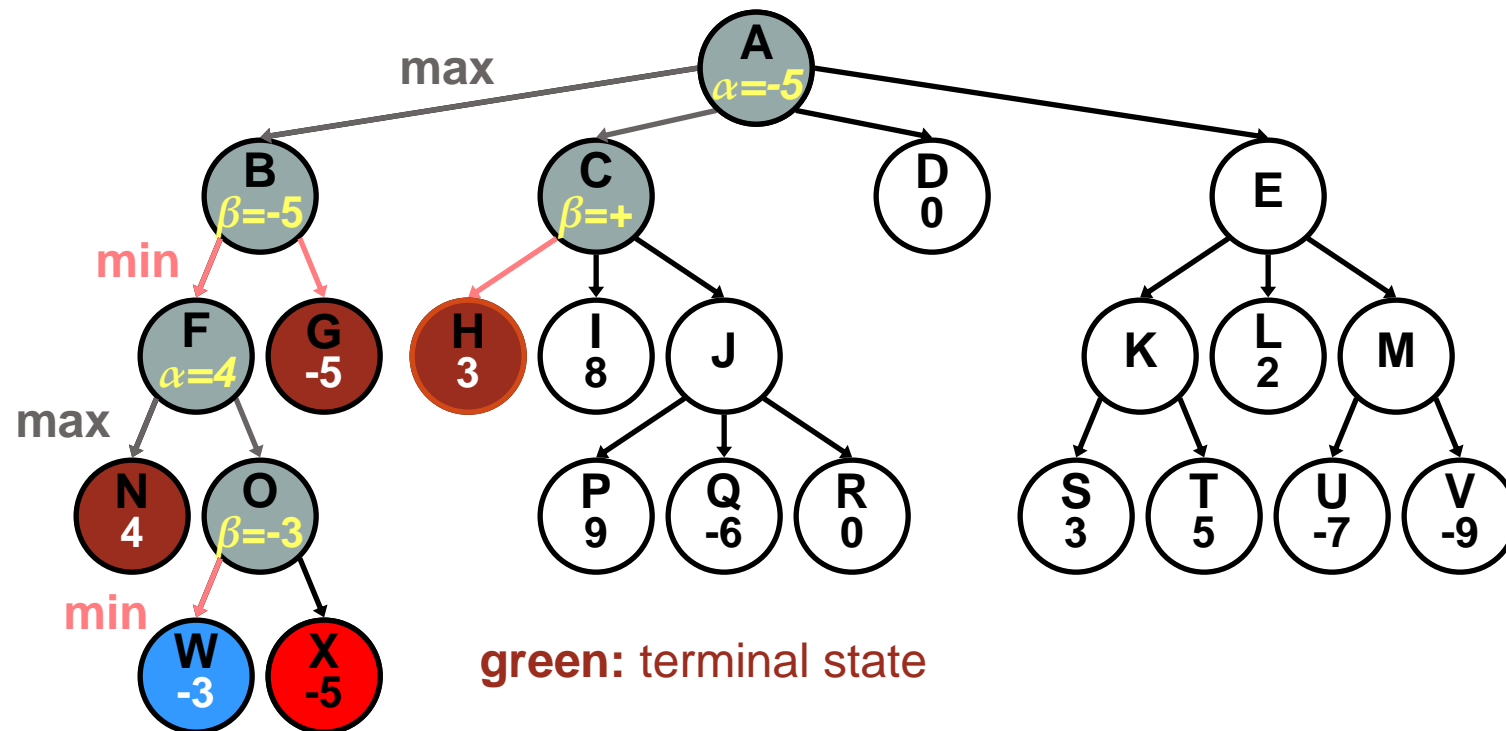 A
α=-5
max
B
β=-5
C
β=+
D
0
E
min
F
α=4
G
-5
H
3
I
8
J
K
L
2
M
max
N
4
O
β=-3
P
9
Q
-6
R
0
S
3
T
5
U
-7
V
-9
min
W
-3
X
-5
green: terminal state